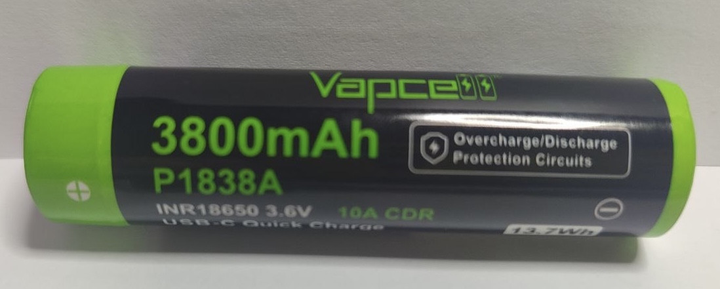 Vapcell
3800mAh
Overcharge/Discharge
Protection Circuits
P1838A
INR18650 3.6V 10A CDR
USB-C Quick Charge
13.7Wh